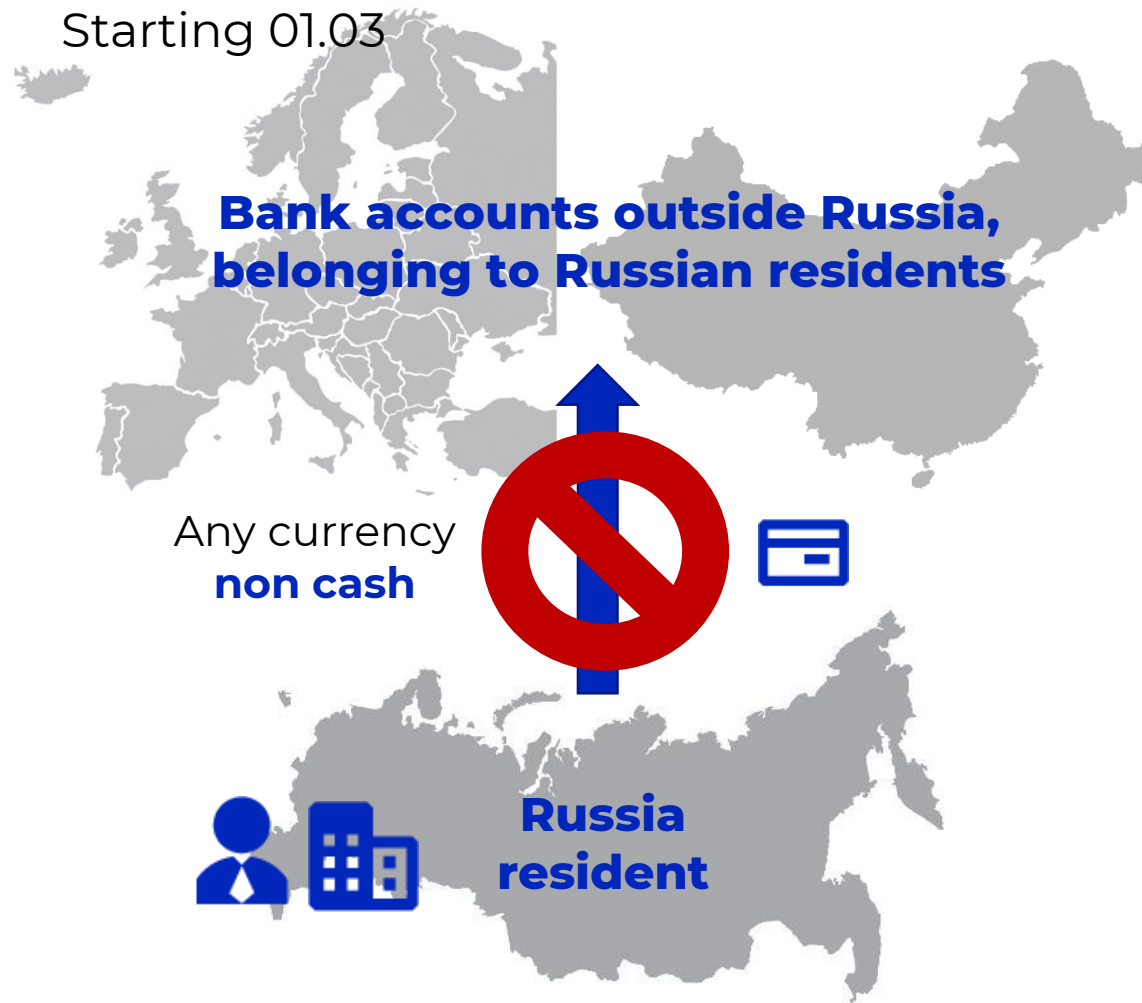 Starting 01.03
Bank accounts outside Russia,
belonging to Russian residents
Any currency
non cash
Russia
resident